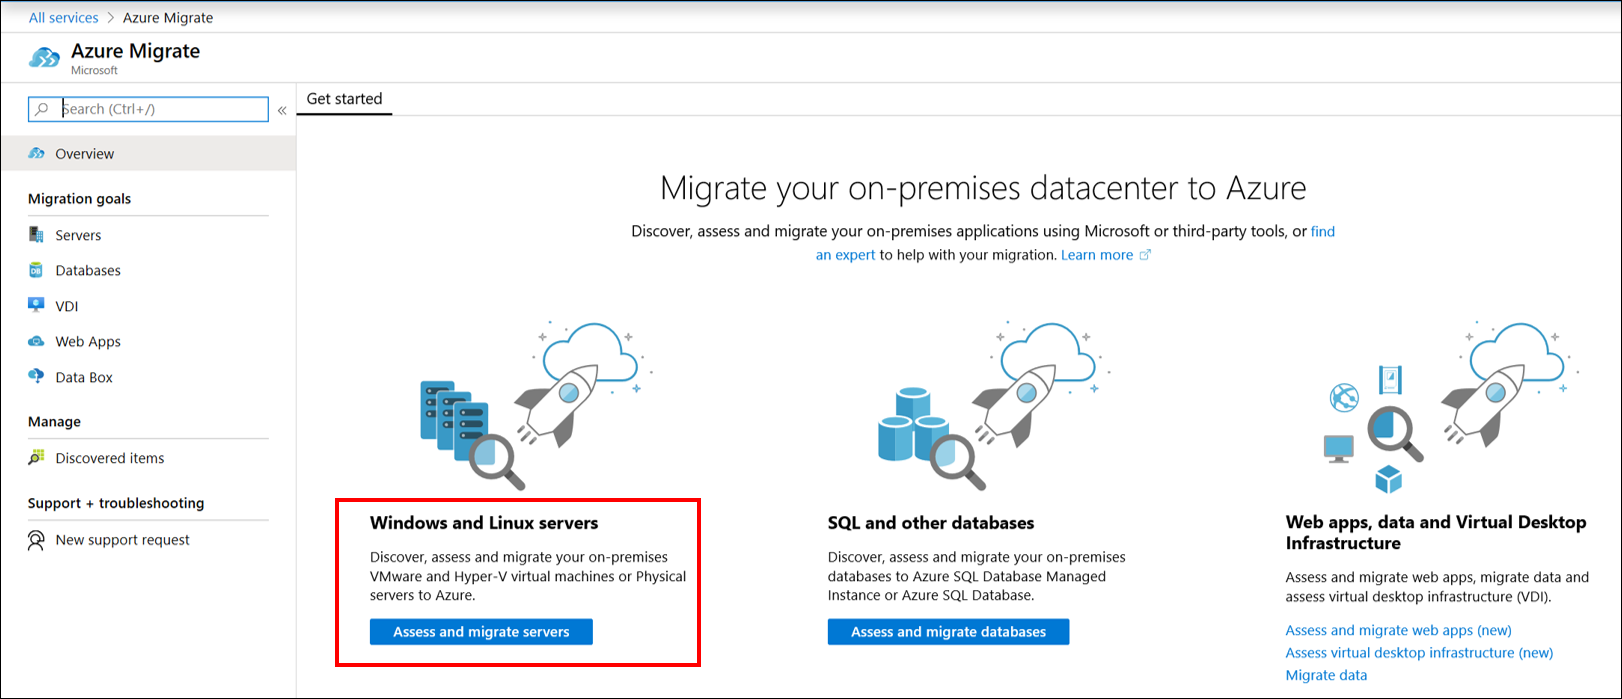 All services > Azure Migrate
Azure Migrate
Microsoft
Search (Ctrl+/)
«
Overview
Migration goals
Servers
Databases
VDI
Web Apps
Data Box
Manage
Discovered items
Support + troubleshooting
New support request
Get started
Migrate your on-premises datacenter to Azure
Discover, assess and migrate your on-premises applications using Microsoft or third-party tools, or find
an expert to help with your migration. Learn more
Windows and Linux servers
Discover, assess and migrate your on-premises
VMware and Hyper-V virtual machines or Physical
servers to Azure.
Assess and migrate servers
SQL and other databases
Discover, assess and migrate your on-premises
databases to Azure SQL Database Managed
Instance or Azure SQL Database.
Assess and migrate databases
Web apps, data and Virtual Desktop
Infrastructure
Assess and migrate web apps, migrate data and
assess virtual desktop infrastructure (VDI).
Assess and migrate web apps (new)
Assess virtual desktop infrastructure (new)
Migrate data